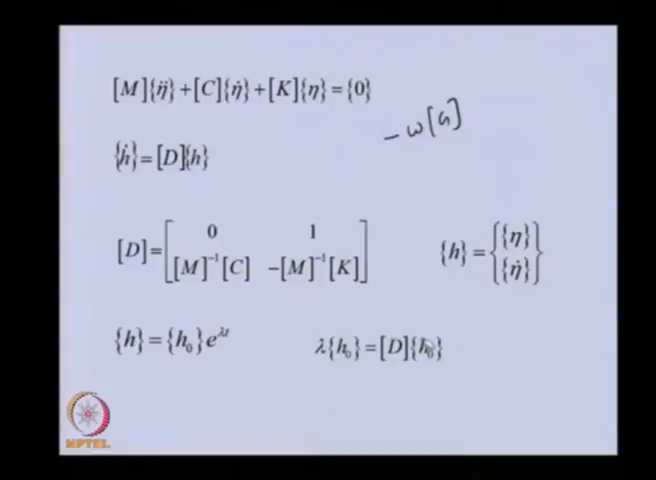 [M]{η̈}+[C]{η̇}+[K]{η}={0}
-ω[G]
{ḣ}=[D]{h}
[D]=[0 1
[M]⁻¹[C] -[M]⁻¹[K]]
{h}={{η}
{η̇}}
{h}={h₀}e^λt
λ{h₀}=[D]{h₀}
NPTEL